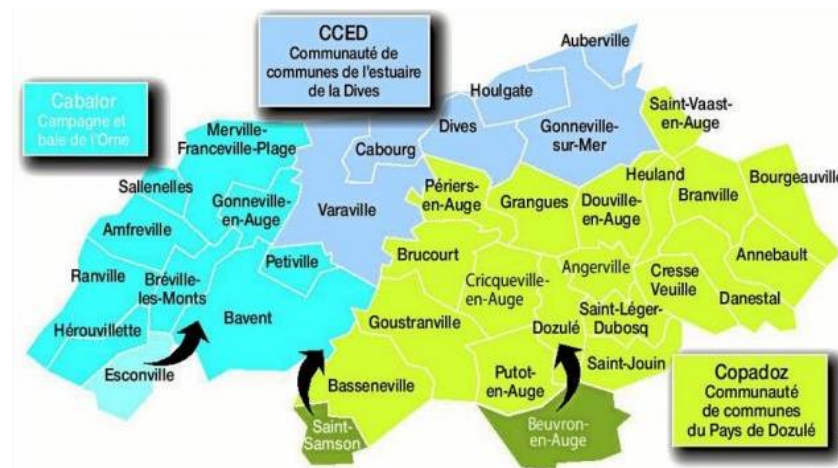 CCED
Communauté de
communes de l'estuaire
de la Dives
Auberville
Houlgate
Cabalor
Campagne et
baie de l'Orne
Saint-Vaast-
en-Auge
Dives
Merville-
Franceville-Plage
Gonneville-
sur-Mer
Cabourg
Sallenelles
Périers-
en-Auge
Heuland
Bourgeauville
Gonneville-
en-Auge
Varaville
Grangues
Douville-
en-Auge
Branville
Amfreville
Brucourt
Petiville
Angerville
Annebault
Ranville
Bréville-
les-Monts
Cricqueville-
en-Auge
Cresse
Veuille
Danestal
Bavent
Goustranville
Saint-Léger-
Dubosq
Hérouvillette
Dozulé
Esconville
Basseneville
Putot-
en-Auge
Saint-Jouin
Copadoz
Communauté
de communes
du Pays de Dozulé
Saint-
Samson
Beuvron-
en-Auge